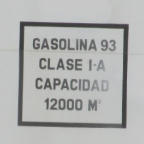 GASOLINA 93
CLASE I-A
CAPACIDAD
12000 M³